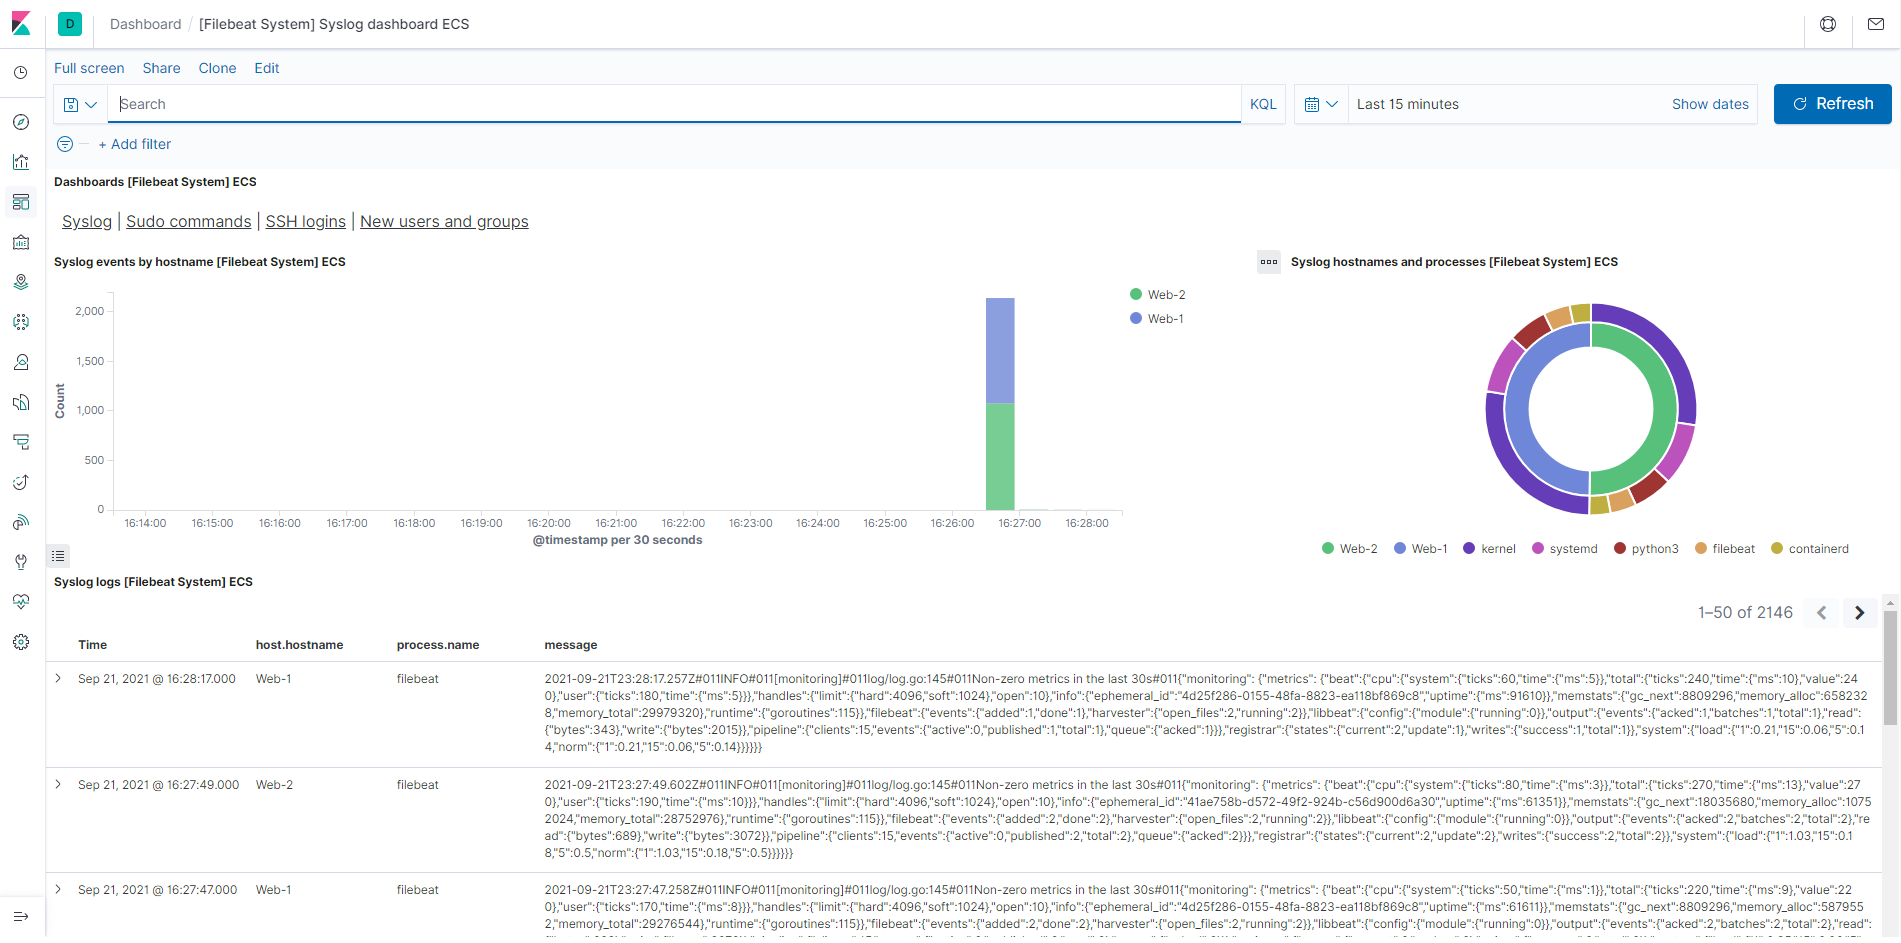 D Dashboard / [Filebeat System] Syslog dashboard ECS
Full screen Share Clone Edit
Search KQL Last 15 minutes Show dates Refresh
+ Add filter
Dashboards [Filebeat System] ECS
Syslog | Sudo commands | SSH logins | New users and groups
Syslog events by hostname [Filebeat System] ECS
2,000
1,500
1,000
500
0
Count
16:14:00 16:15:00 16:16:00 16:17:00 16:18:00 16:19:00 16:20:00 16:21:00 16:22:00 16:23:00 16:24:00 16:25:00 16:26:00 16:27:00 16:28:00
@timestamp per 30 seconds
Web-2
Web-1
Syslog hostnames and processes [Filebeat System] ECS
Web-2 Web-1 kernel systemd python3 filebeat containerd
Syslog logs [Filebeat System] ECS
1–50 of 2146
Time host.hostname process.name message
Sep 21, 2021 @ 16:28:17.000 Web-1 filebeat 2021-09-21T23:28:17.257Z#011INFO#011[monitoring]#011log/log.go:145#011Non-zero metrics in the last 30s#011{"monitoring": {"metrics": {"beat":{"cpu":{"system":{"ticks":60,"time":{"ms":5}},"total":{"ticks":240,"time":{"ms":10},"value":24
0},"user":{"ticks":180,"time":{"ms":5}}},"handles":{"limit":{"hard":4096,"soft":1024},"open":10},"info":{"ephemeral_id":"4d25f286-0155-48fa-8823-ea118bf869c8","uptime":{"ms":91610}},"memstats":{"gc_next":8809296,"memory_alloc":658232
8,"memory_total":29979320},"runtime":{"goroutines":115}},"filebeat":{"events":{"added":1,"done":1},"harvester":{"open_files":2,"running":2}},"libbeat":{"config":{"module":{"running":0}},"output":{"events":{"acked":1,"batches":1,"total":1},"read":
{"bytes":343},"write":{"bytes":2015}},"pipeline":{"clients":15,"events":{"active":0,"published":1,"total":1},"queue":{"acked":1}}},"registrar":{"states":{"current":2,"update":1},"writes":{"success":1,"total":1}},"system":{"load":{"1":0.21,"15":0.06,"5":0.1
4,"norm":{"1":0.21,"15":0.06,"5":0.14}}}}}}
Sep 21, 2021 @ 16:27:49.000 Web-2 filebeat 2021-09-21T23:27:49.602Z#011INFO#011[monitoring]#011log/log.go:145#011Non-zero metrics in the last 30s#011{"monitoring": {"metrics": {"beat":{"cpu":{"system":{"ticks":80,"time":{"ms":3}},"total":{"ticks":270,"time":{"ms":13},"value":27
0},"user":{"ticks":190,"time":{"ms":10}}},"handles":{"limit":{"hard":4096,"soft":1024},"open":10},"info":{"ephemeral_id":"41ae758b-d572-49f2-924b-c56d900d6a30","uptime":{"ms":61351}},"memstats":{"gc_next":18035680,"memory_alloc":1075
2024,"memory_total":28752976},"runtime":{"goroutines":115}},"filebeat":{"events":{"added":2,"done":2},"harvester":{"open_files":2,"running":2}},"libbeat":{"config":{"module":{"running":0}},"output":{"events":{"acked":2,"batches":2,"total":2},"re
ad":{"bytes":689},"write":{"bytes":3072}},"pipeline":{"clients":15,"events":{"active":0,"published":2,"total":2},"queue":{"acked":2}}},"registrar":{"states":{"current":2,"update":2},"writes":{"success":2,"total":2}},"system":{"load":{"1":1.03,"15":0.1
8,"5":0.5,"norm":{"1":1.03,"15":0.18,"5":0.5}}}}}}
Sep 21, 2021 @ 16:27:47.000 Web-1 filebeat 2021-09-21T23:27:47.258Z#011INFO#011[monitoring]#011log/log.go:145#011Non-zero metrics in the last 30s#011{"monitoring": {"metrics": {"beat":{"cpu":{"system":{"ticks":50,"time":{"ms":1}},"total":{"ticks":220,"time":{"ms":9},"value":22
0},"user":{"ticks":170,"time":{"ms":8}}},"handles":{"limit":{"hard":4096,"soft":1024},"open":10},"info":{"ephemeral_id":"4d25f286-0155-48fa-8823-ea118bf869c8","uptime":{"ms":61611}},"memstats":{"gc_next":8809296,"memory_alloc":587955
2,"memory_total":29276544},"runtime":{"goroutines":115}},"filebeat":{"events":{"added":2,"done":2},"harvester":{"open_files":2,"running":2}},"libbeat":{"config":{"module":{"running":0}},"output":{"events":{"acked":2,"batches":2,"total":2},"read":